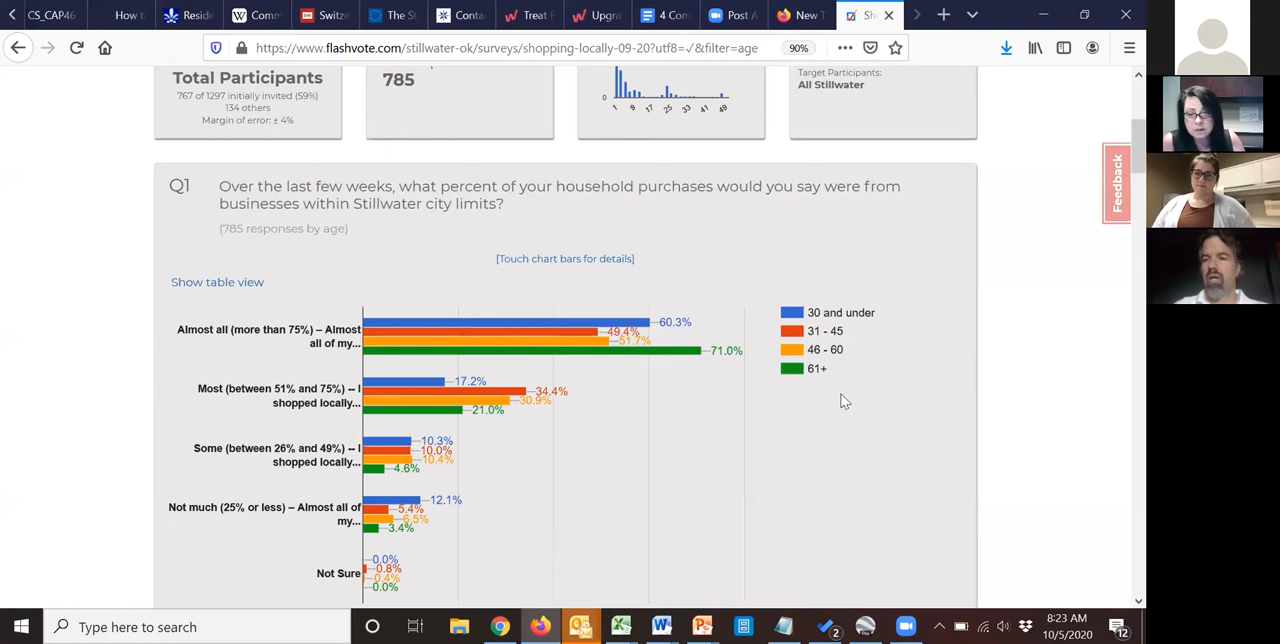 CS_CAP46
How t
Reside
Comm
Switze
The S
Conta
Treat
Upgra
4 Com
Post A
New T
Sh
https://www.flashvote.com/stillwater-ok/surveys/shopping-locally-09-20?utf8=✓&filter=age
90%
Total Participants
767 of 1297 initially invited (59%)
134 others
Margin of error: ± 4%
785
0
1 9 17 25 33 41 49
Target Participants:
All Stillwater
Feedback
Q1 Over the last few weeks, what percent of your household purchases would you say were from
businesses within Stillwater city limits?
(785 responses by age)
[Touch chart bars for details]
Show table view
30 and under
31 - 45
46 - 60
61+
Almost all (more than 75%) – Almost
all of my...
60.3%
49.4%
51.7%
71.0%
Most (between 51% and 75%) -- I
shopped locally...
17.2%
34.4%
30.9%
21.0%
Some (between 26% and 49%) -- I
shopped locally...
10.3%
10.0%
10.4%
4.6%
Not much (25% or less) – Almost all of
my...
12.1%
5.4%
6.5%
3.4%
Not Sure
0.0%
0.8%
0.4%
0.0%
Type here to search
2
8:23 AM
10/5/2020
12